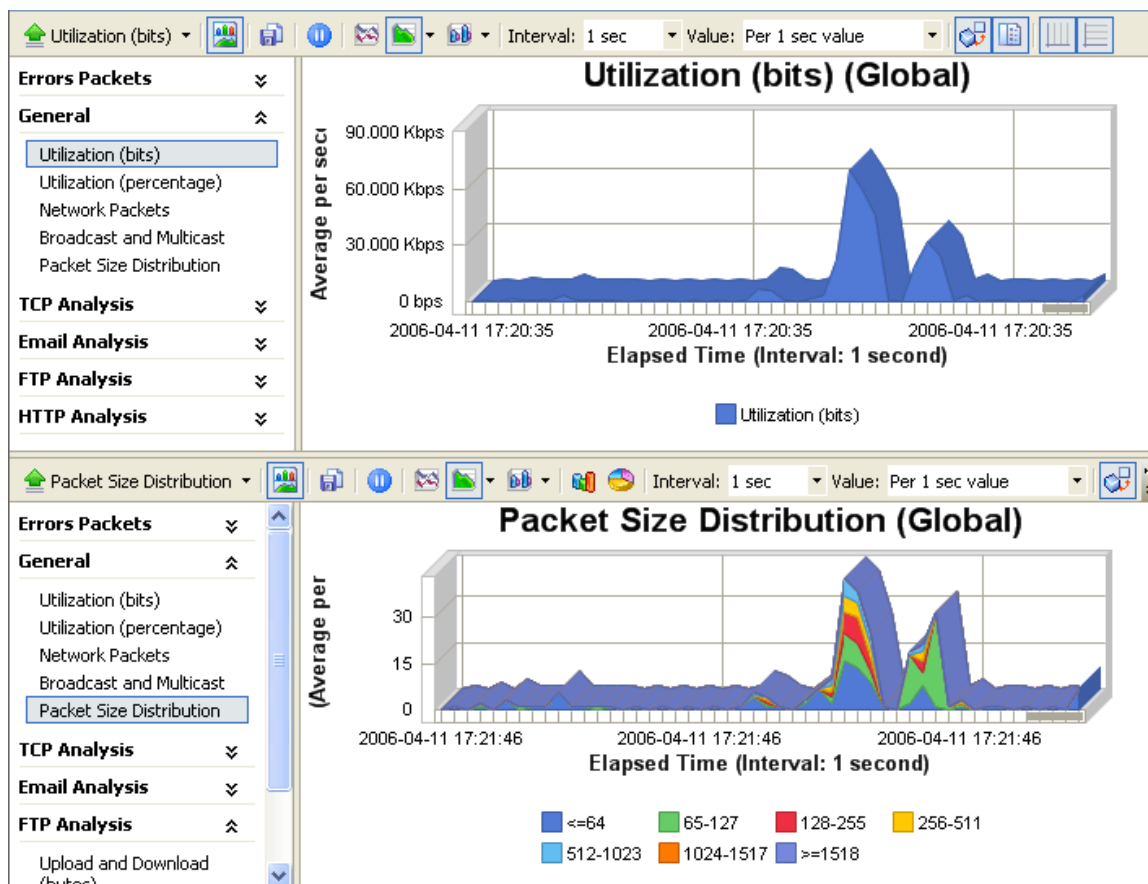 Utilization (bits) Interval: 1 sec Value: Per 1 sec value
Errors Packets
General
Utilization (bits)
Utilization (percentage)
Network Packets
Broadcast and Multicast
Packet Size Distribution
TCP Analysis
Email Analysis
FTP Analysis
HTTP Analysis
Utilization (bits) (Global)
Average per
90.000 Kbps
60.000 Kbps
30.000 Kbps
0 bps
2006-04-11 17:20:35 2006-04-11 17:20:35 2006-04-11 17:20:35
Elapsed Time (Interval: 1 second)
Utilization (bits)
Packet Size Distribution Interval: 1 sec Value: Per 1 sec value
Errors Packets
General
Utilization (bits)
Utilization (percentage)
Network Packets
Broadcast and Multicast
Packet Size Distribution
TCP Analysis
Email Analysis
FTP Analysis
Upload and Download
Packet Size Distribution (Global)
(Average per
30
15
0
2006-04-11 17:21:46 2006-04-11 17:21:46 2006-04-11 17:21:46
Elapsed Time (Interval: 1 second)
<=64 65-127 128-255 256-511
512-1023 1024-1517 >=1518